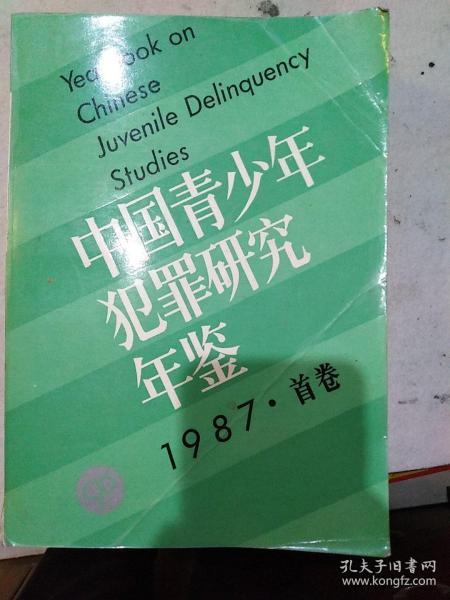 Yearbook on
Chinese
Juvenile Delinquency
Studies
中国青少年
犯罪研究
年鉴
1987·首卷
孔夫子旧书网
www.kongfz.com